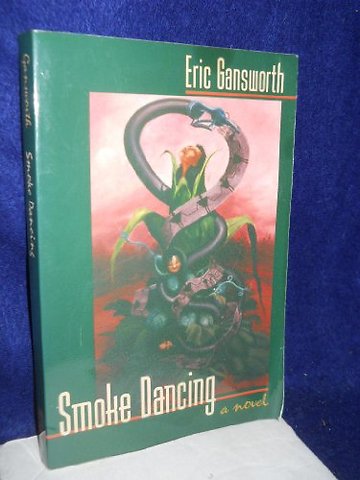 Eric Gansworth
Smoke Dancing
a novel
Gansworth Smoke Dancing